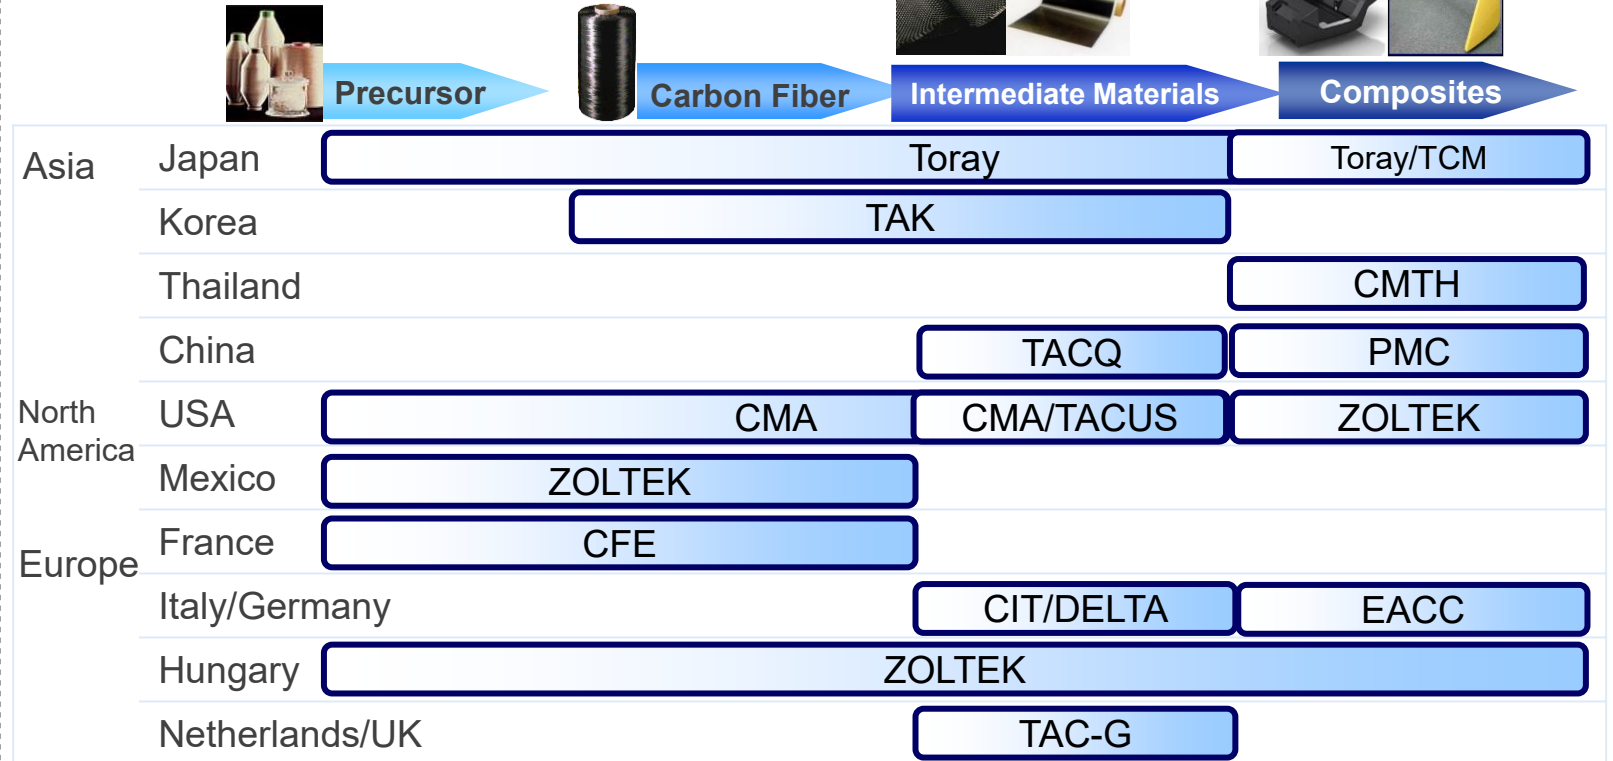 Precursor
Carbon Fiber
Intermediate Materials
Composites
Asia
Japan
Toray
Toray/TCM
Korea
TAK
Thailand
CMTH
China
TACQ
PMC
North
America
USA
CMA
CMA/TACUS
ZOLTEK
Mexico
ZOLTEK
Europe
France
CFE
Italy/Germany
CIT/DELTA
EACC
Hungary
ZOLTEK
Netherlands/UK
TAC-G